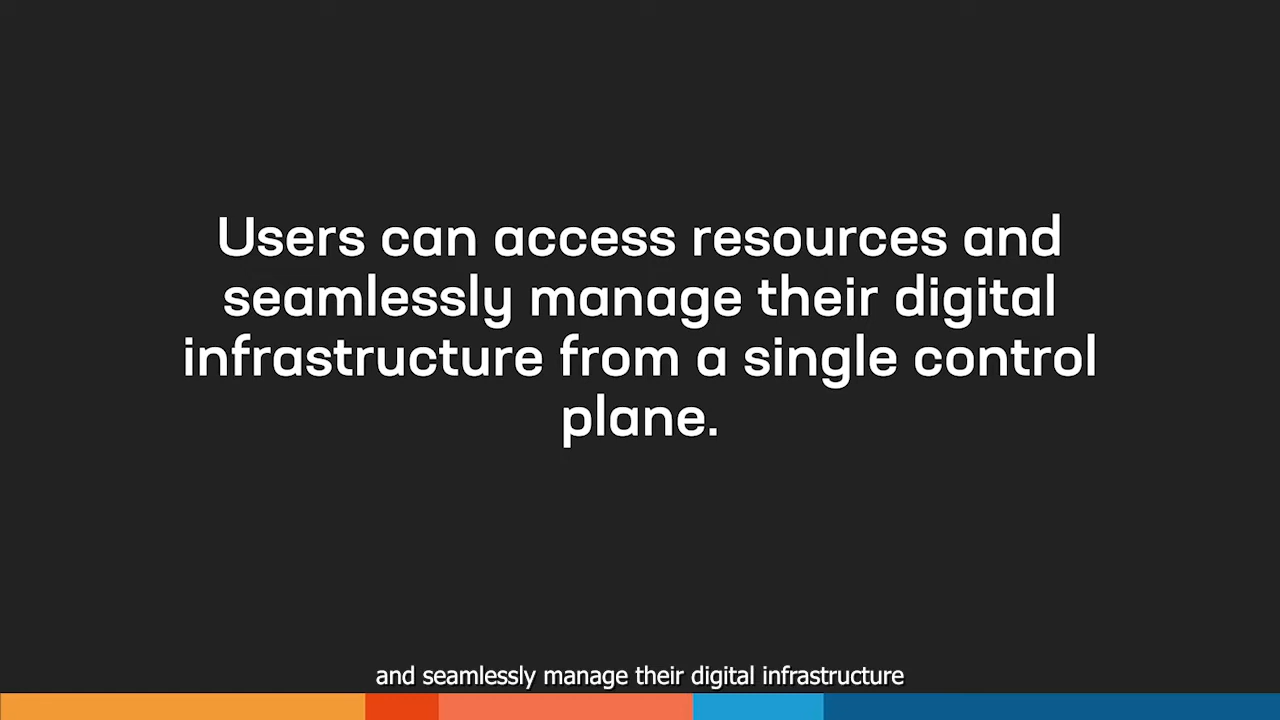 Users can access resources and
seamlessly manage their digital
infrastructure from a single control
plane.
and seamlessly manage their digital infrastructure